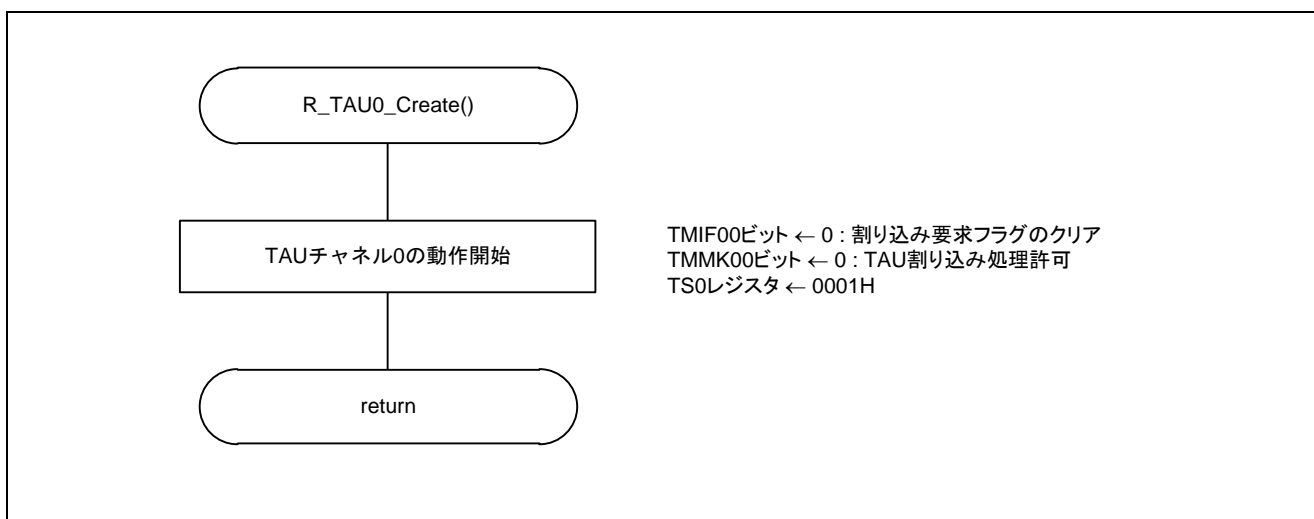 R_TAU0_Create()
TAUチャネル0の動作開始
TMIF00ビット ← 0 : 割り込み要求フラグのクリア
TMMK00ビット ← 0 : TAU割り込み処理許可
TS0レジスタ ← 0001H
return